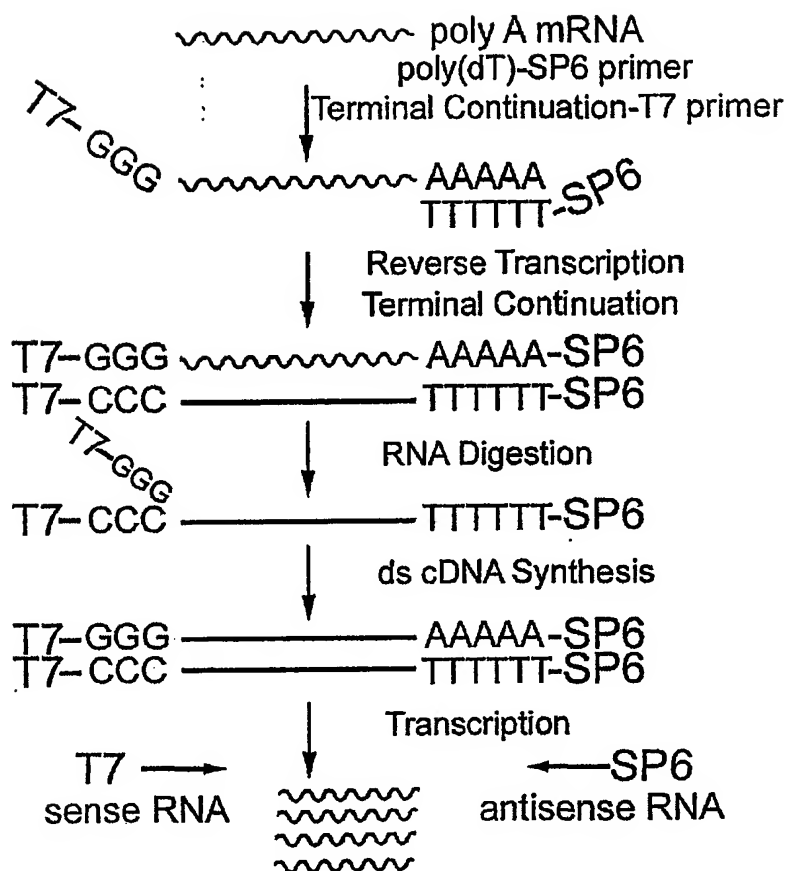 poly A mRNA
poly(dT)-SP6 primer
Terminal Continuation-T7 primer
T7-GGG
AAAAA
TTTTTT-SP6
Reverse Transcription
Terminal Continuation
T7-GGG AAAAA-SP6
T7-CCC TTTTTT-SP6
T7-GGG
RNA Digestion
T7-CCC TTTTTT-SP6
ds cDNA Synthesis
T7-GGG AAAAA-SP6
T7-CCC TTTTTT-SP6
Transcription
T7 SP6
sense RNA antisense RNA